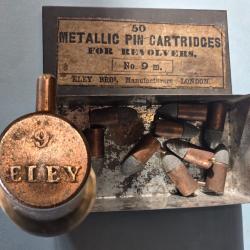 50
METALLIC PIN CARTRIDGES
FOR REVOLVERS.
No. 9 m.
ELEY BROS. Manufacturers LONDON.
9
ELEY